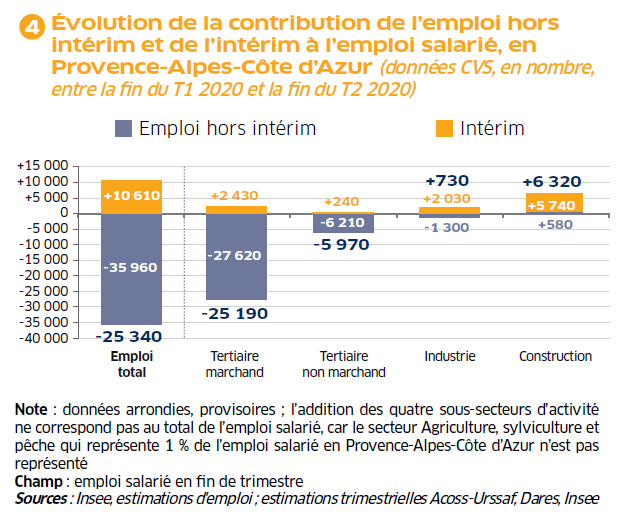 4 Évolution de la contribution de l'emploi hors
intérim et de l'intérim à l'emploi salarié, en
Provence-Alpes-Côte d'Azur (données CVS, en nombre,
entre la fin du T1 2020 et la fin du T2 2020)
Emploi hors intérim Intérim
+15 000
+10 000
+5 000
0
-5 000
-10 000
-15 000
-20 000
-25 000
-30 000
-35 000
-40 000
+10 610
-35 960
-25 340
+2 430
-27 620
-25 190
+240
-6 210
-5 970
+730
+2 030
-1 300
+6 320
+5 740
+580
Emploi
total
Tertiaire
marchand
Tertiaire
non marchand
Industrie
Construction
Note : données arrondies, provisoires ; l'addition des quatre sous-secteurs d'activité
ne correspond pas au total de l'emploi salarié, car le secteur Agriculture, sylviculture et
pêche qui représente 1 % de l'emploi salarié en Provence-Alpes-Côte d'Azur n'est pas
représenté
Champ : emploi salarié en fin de trimestre
Sources : Insee, estimations d'emploi ; estimations trimestrielles Acoss-Urssaf, Dares, Insee